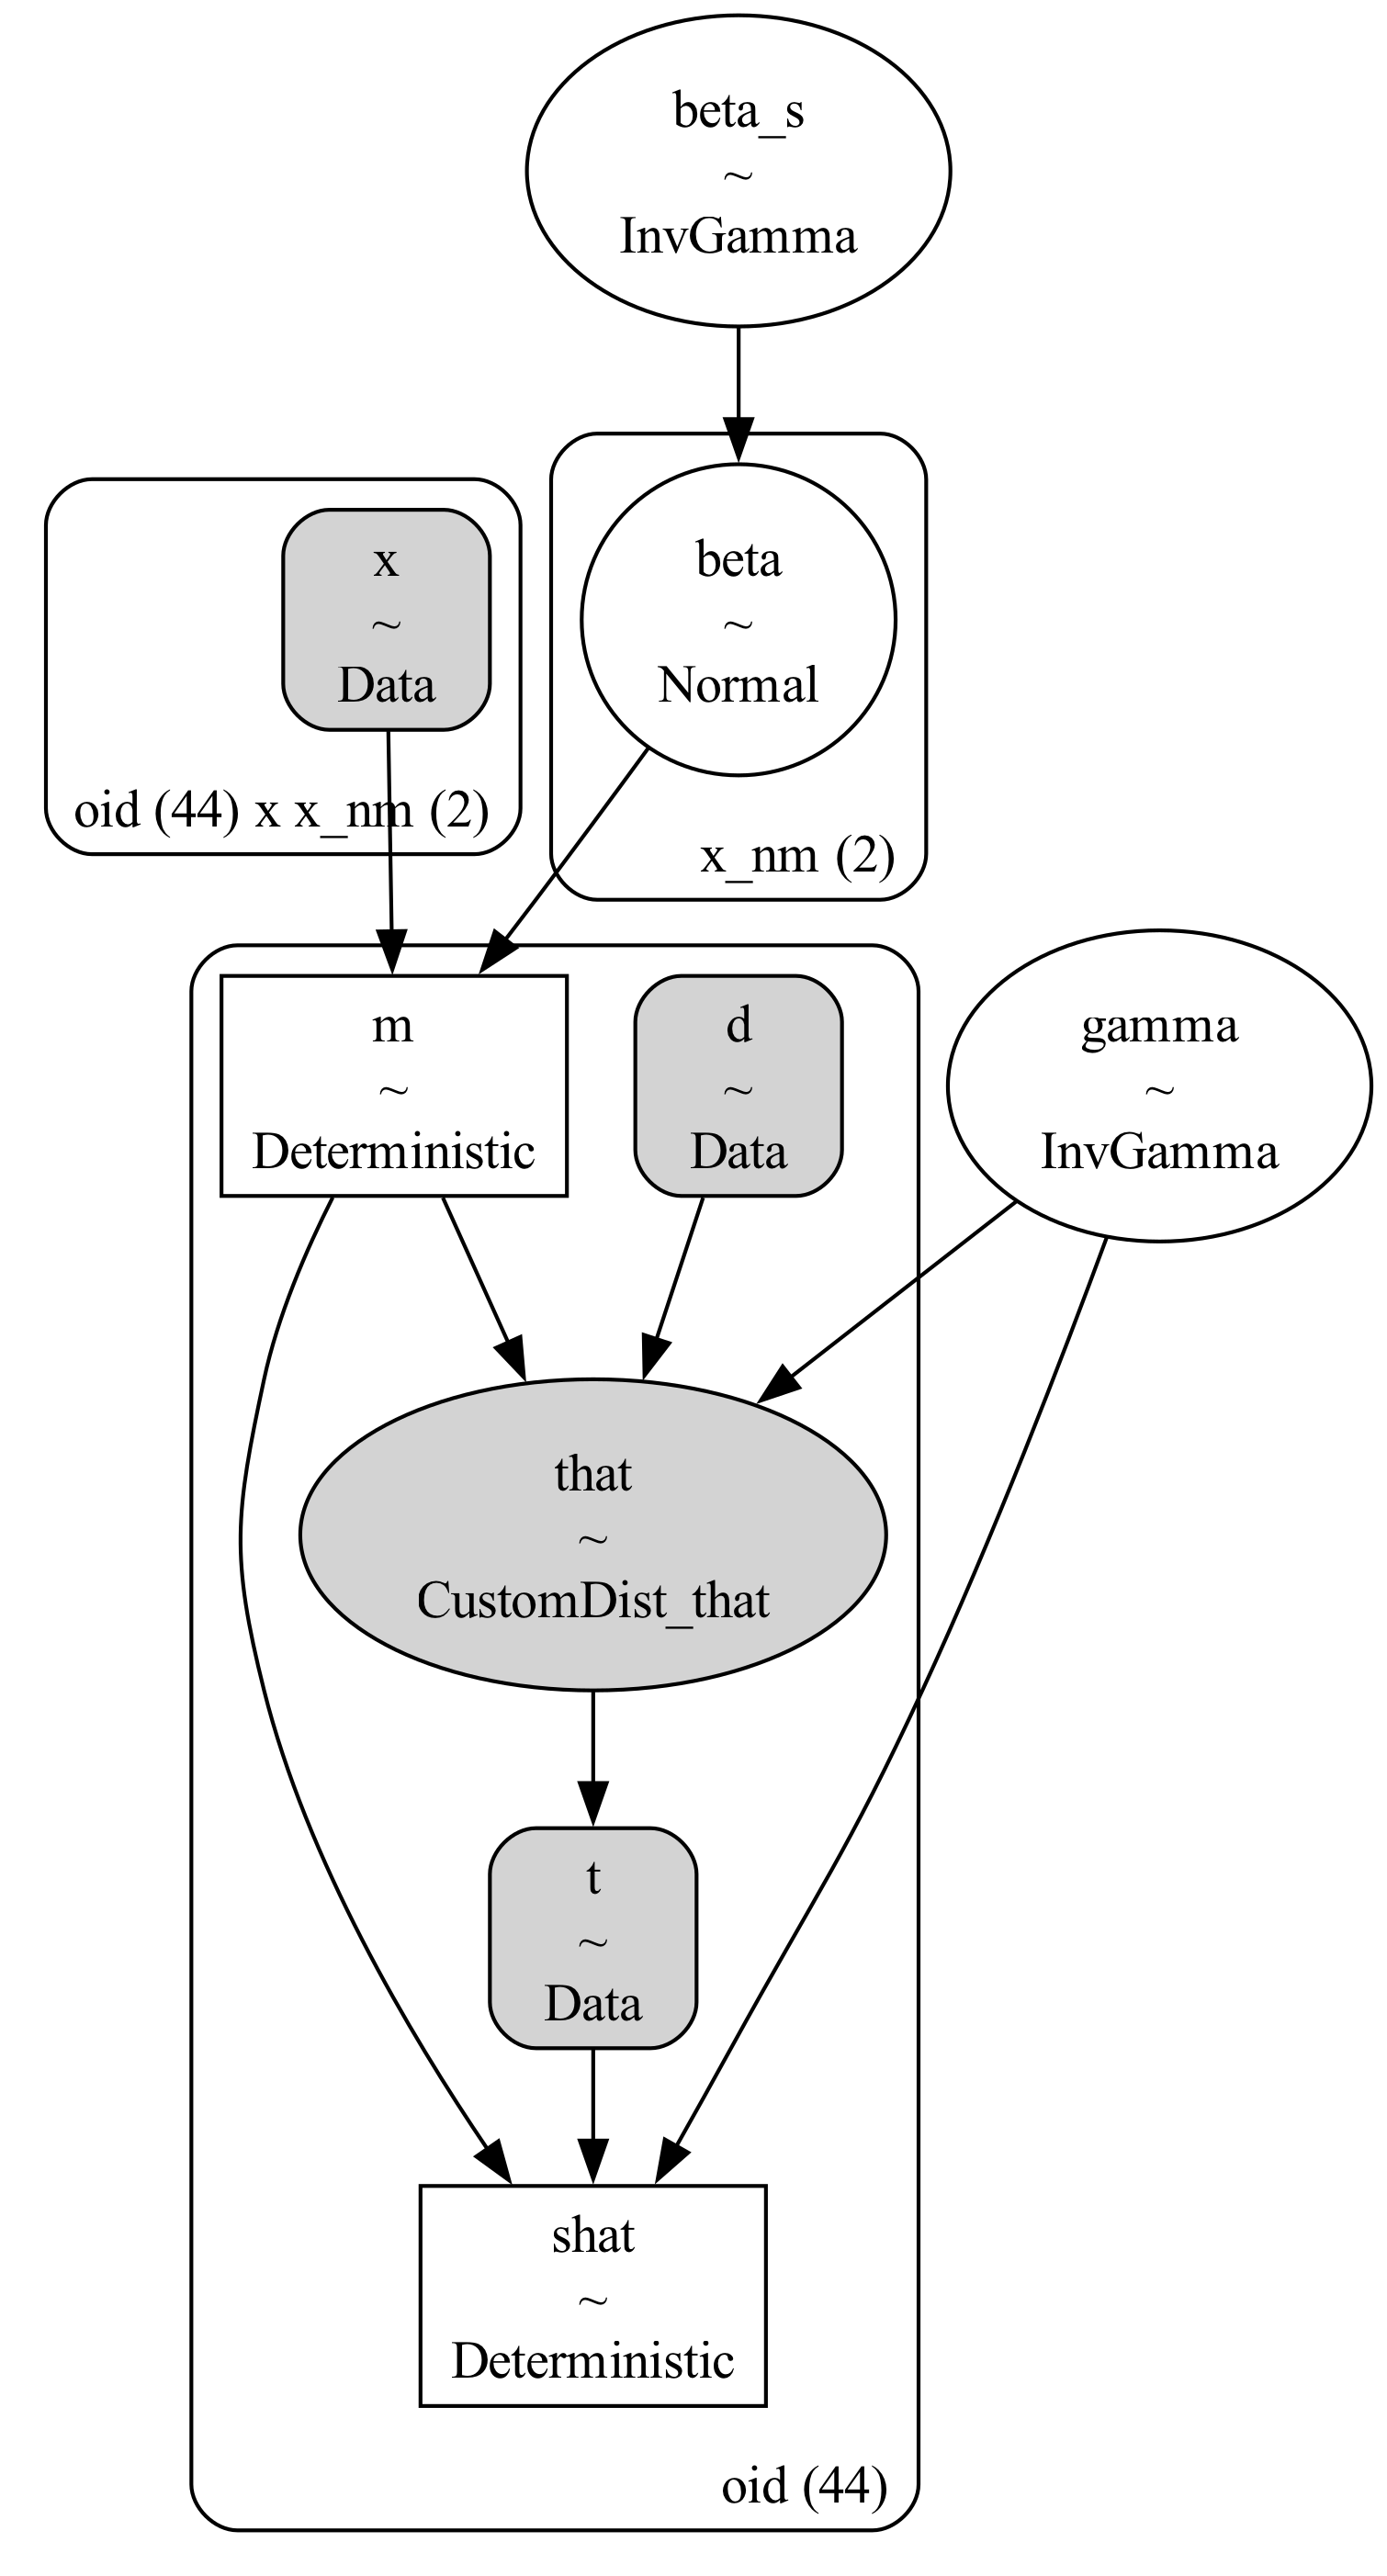 beta_s
~
InvGamma
x
~
Data
oid (44) x x_nm (2)
beta
~
Normal
x_nm (2)
m
~
Deterministic
d
~
Data
gamma
~
InvGamma
that
~
CustomDist_that
t
~
Data
shat
~
Deterministic
oid (44)